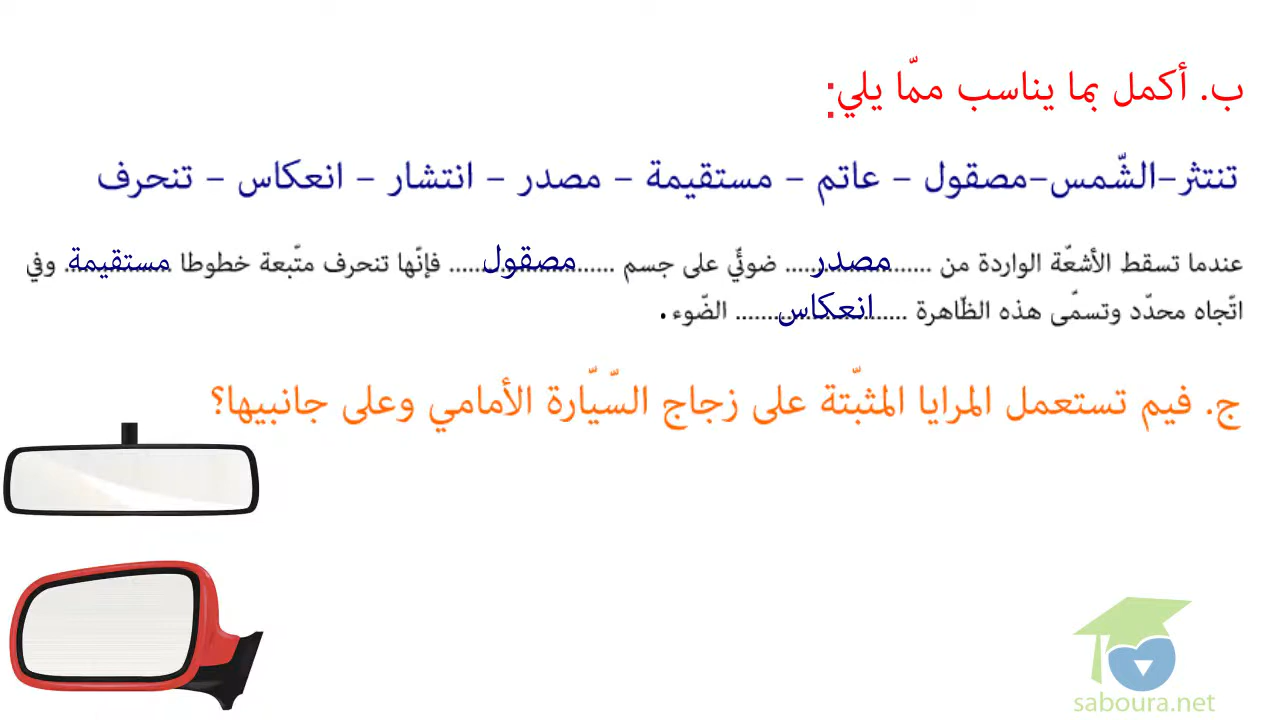 ب. أكمل بما يناسب ممّا يلي:
تنتثر–الشّمس–مصقول – عاتم – مستقيمة – مصدر – انتشار – انعكاس – تنحرف
عندما تسقط الأشعّة الواردة من ......مصدر...... ضوئّي على جسم ......مصقول...... فإنّها تنحرف متّبعة خطوطا ..مستقيمة.. وفي
اتّجاه محدّد وتسمّى هذه الظّاهرة ......انعكاس...... الضّوء.
ج. فيم تستعمل المرايا المثبّتة على زجاج السّيّارة الأمامي وعلى جانبيها؟
saboura.net